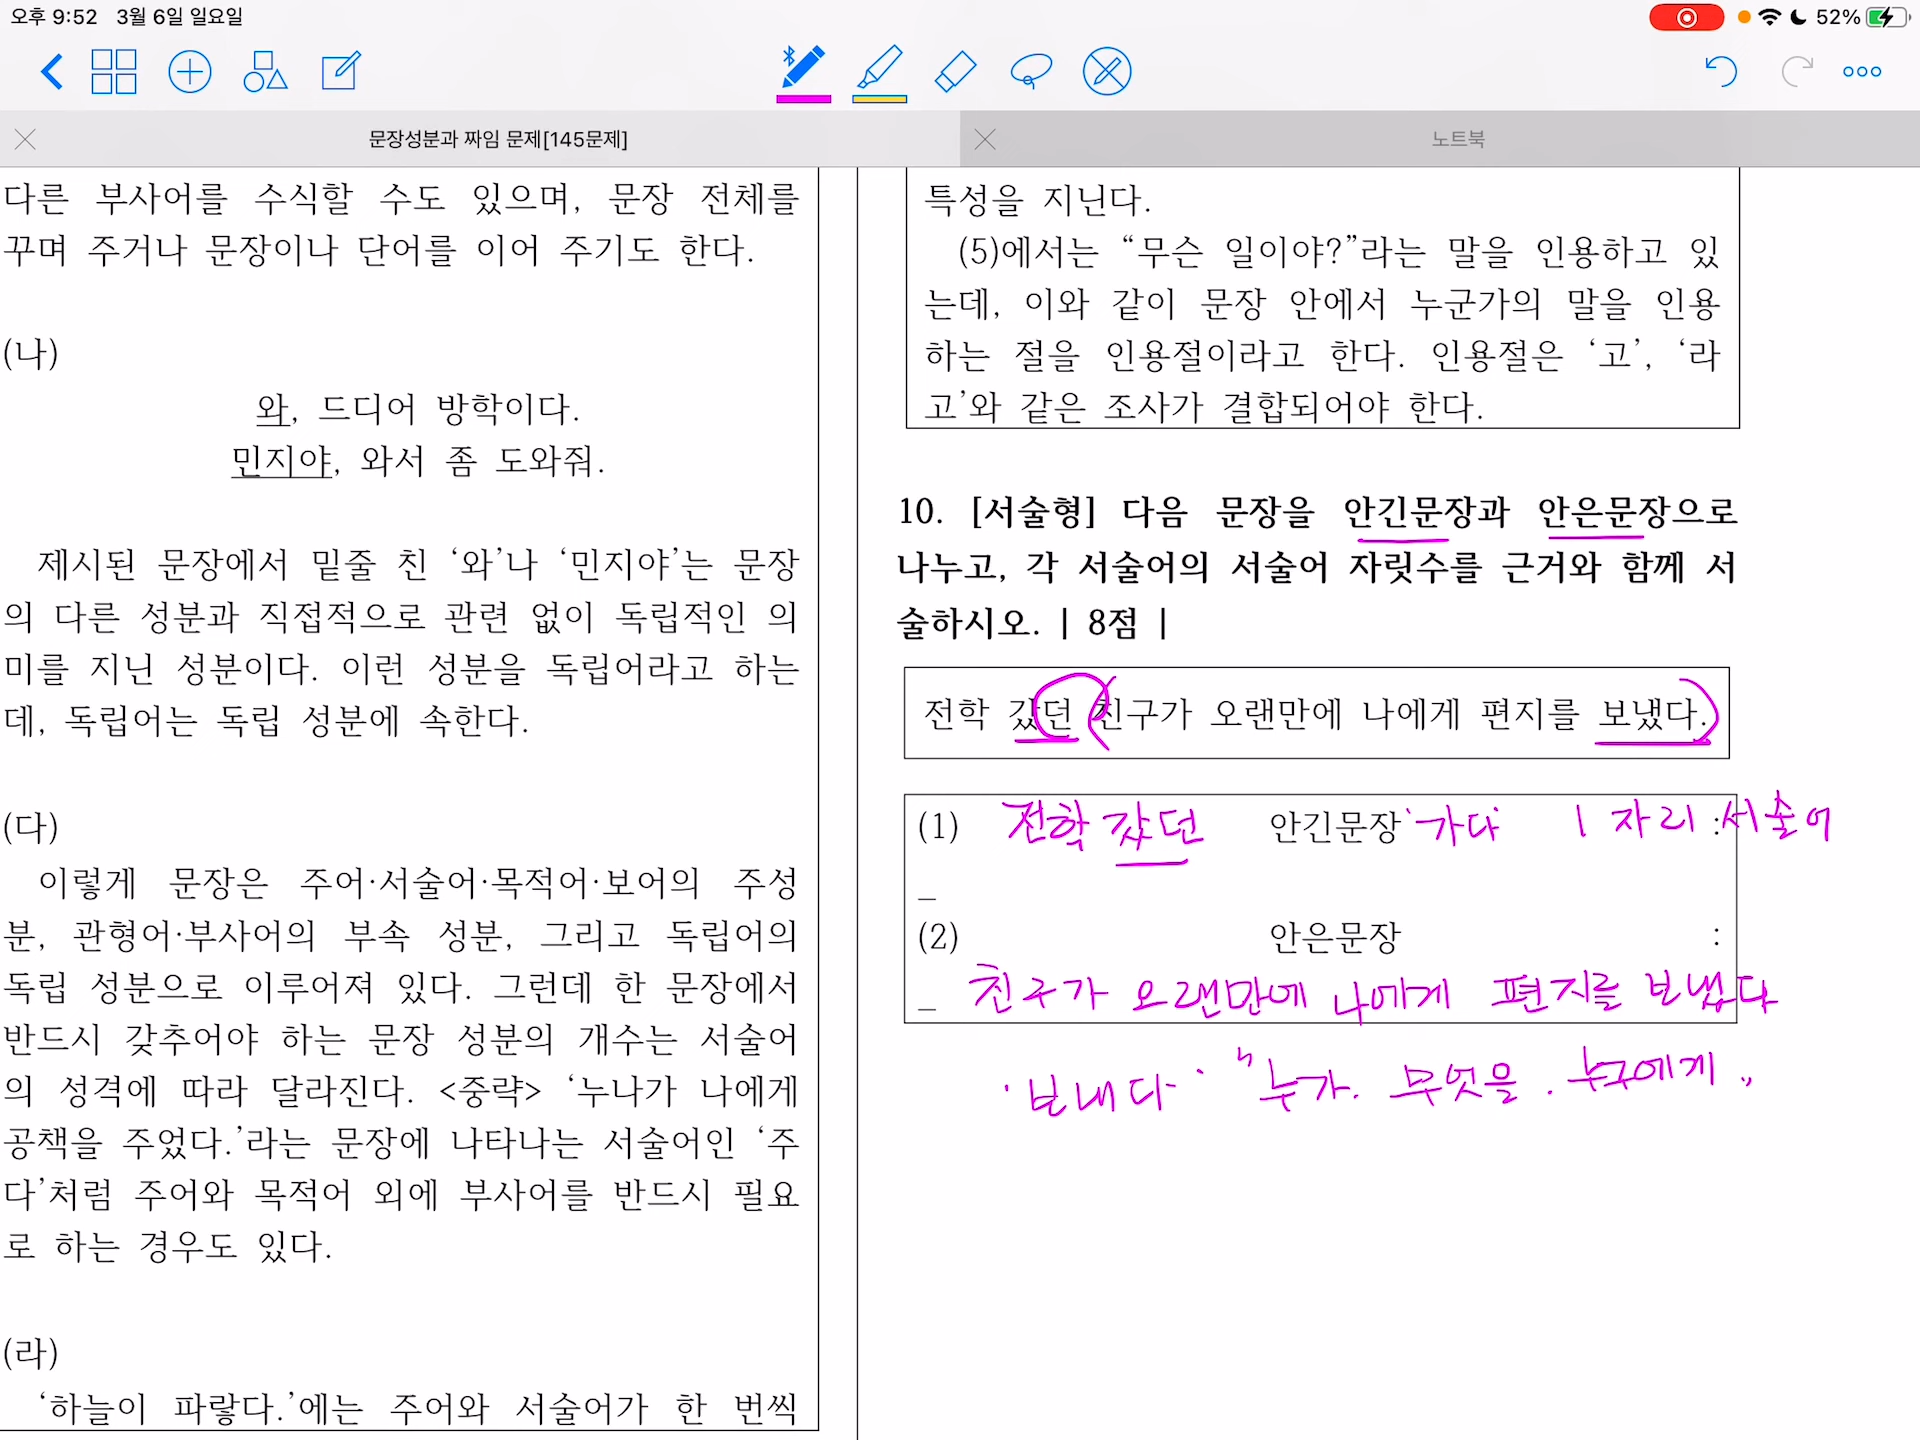 오후 9:52 3월 6일 일요일
52%
문장성분과 짜임 문제[145문제]
노트북
다른 부사어를 수식할 수도 있으며, 문장 전체를
꾸며 주거나 문장이나 단어를 이어 주기도 한다.
(나)
와, 드디어 방학이다.
민지야, 와서 좀 도와줘.
제시된 문장에서 밑줄 친 ‘와’나 ‘민지야’는 문장
의 다른 성분과 직접적으로 관련 없이 독립적인 의
미를 지닌 성분이다. 이런 성분을 독립어라고 하는
데, 독립어는 독립 성분에 속한다.
(다)
이렇게 문장은 주어·서술어·목적어·보어의 주성
분, 관형어·부사어의 부속 성분, 그리고 독립어의
독립 성분으로 이루어져 있다. 그런데 한 문장에서
반드시 갖추어야 하는 문장 성분의 개수는 서술어
의 성격에 따라 달라진다. <중략> ‘누나가 나에게
공책을 주었다.’라는 문장에 나타나는 서술어인 ‘주
다’처럼 주어와 목적어 외에 부사어를 반드시 필요
로 하는 경우도 있다.
(라)
‘하늘이 파랗다.’에는 주어와 서술어가 한 번씩
특성을 지닌다.
(5)에서는 “무슨 일이야?”라는 말을 인용하고 있
는데, 이와 같이 문장 안에서 누군가의 말을 인용
하는 절을 인용절이라고 한다. 인용절은 ‘고’, ‘라
고’와 같은 조사가 결합되어야 한다.
10. [서술형] 다음 문장을 안긴문장과 안은문장으로
나누고, 각 서술어의 서술어 자릿수를 근거와 함께 서
술하시오. | 8점 |
전학 갔던 친구가 오랜만에 나에게 편지를 보냈다.
(1) 전학 갔던 안긴문장 '가다' 1 자리 : 서술어
_
(2) 안은문장 :
_ 친구가 오랜만에 나에게 편지를 보냈다
'보내다' "누가. 무엇을. 누구에게"